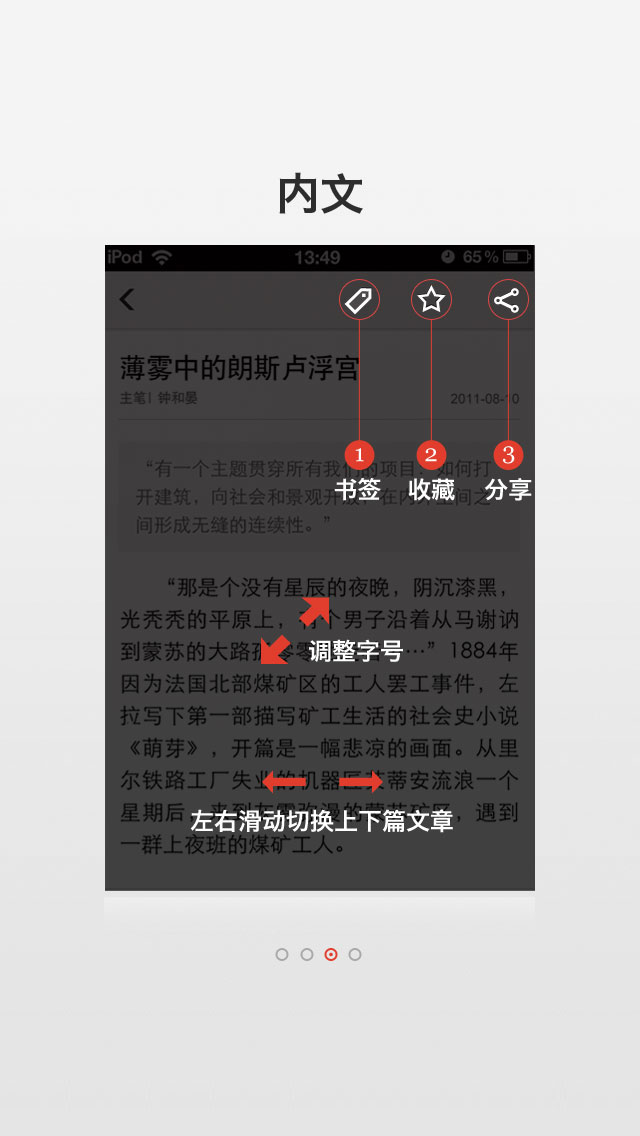 内文
iPod 13:49 65%
薄雾中的朗斯卢浮宫
主笔 | 钟和晏 2011-08-10
1 2 3
书签 收藏 分享
“有一个主题贯穿所有我们的项目：如何打
开建筑，向社会和景观开放，在内外空间之
间形成无缝的连续性。”
“那是个没有星辰的夜晚，阴沉漆黑，
光秃秃的平原上，有个男子沿着从马谢讷
到蒙苏的大路孤零零 …” 1884年
调整字号
因为法国北部煤矿区的工人罢工事件，左
拉写下第一部描写矿工生活的社会史小说
《萌芽》，开篇是一幅悲凉的画面。从里
尔铁路工厂失业的机器匠艾蒂安流浪一个
星期后，来到 矿区，遇到
左右滑动切换上下篇文章
一群上夜班的煤矿工人。